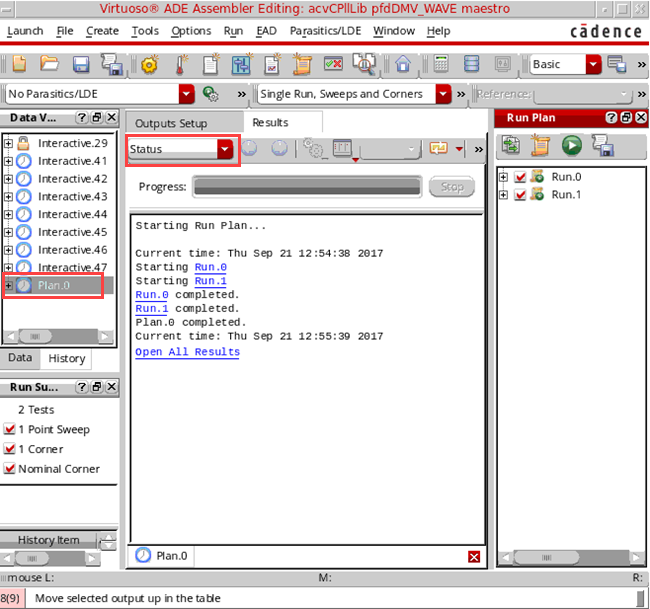 Virtuoso® ADE Assembler Editing: acvCPllLib pfdDMV_WAVE maestro
Launch File Create Tools Options Run EAD Parasitics/LDE Window Help
cādence
Basic
No Parasitics/LDE
Single Run, Sweeps and Corners
Reference:
Data V...
Interactive.29
Interactive.41
Interactive.42
Interactive.43
Interactive.44
Interactive.45
Interactive.46
Interactive.47
Plan.0
Data History
Run Su...
2 Tests
1 Point Sweep
1 Corner
Nominal Corner
History Item
Outputs Setup Results
Status
Progress: Stop
Starting Run Plan...
Current time: Thu Sep 21 12:54:38 2017
Starting Run.0
Starting Run.1
Run.0 completed.
Run.1 completed.
Plan.0 completed.
Current time: Thu Sep 21 12:55:39 2017
Open All Results
Plan.0
Run Plan
Run.0
Run.1
mouse L: M: R:
8(9) Move selected output up in the table